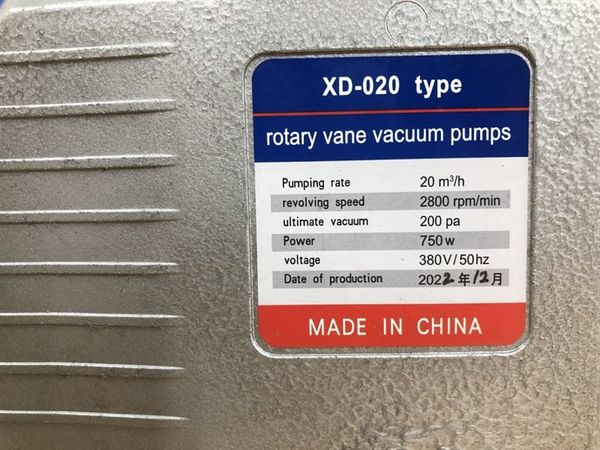 XD-020 type
rotary vane vacuum pumps
Pumping rate 20 m³/h
revolving speed 2800 rpm/min
ultimate vacuum 200 pa
Power 750 w
voltage 380V/50hz
Date of production 2022年12月
MADE IN CHINA